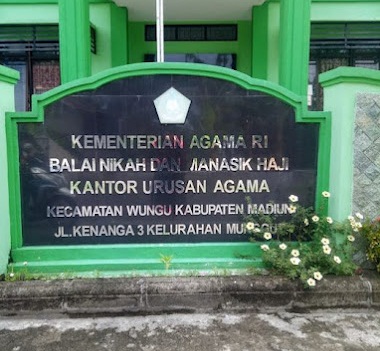 KEMENTERIAN AGAMA RI
BALAI NIKAH DAN MANASIK HAJI
KANTOR URUSAN AGAMA
KECAMATAN WUNGU KABUPATEN MADIUN
JL.KENANGA 3 KELURAHAN